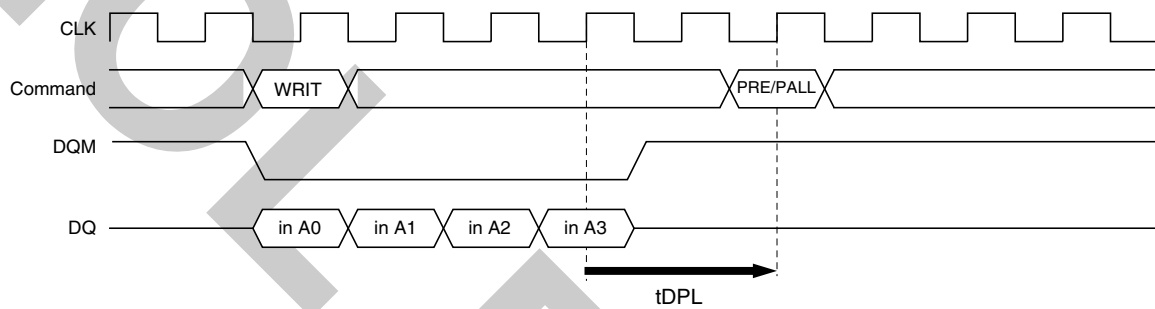 CLK
Command WRIT PRE/PALL
DQM
DQ in A0 in A1 in A2 in A3
tDPL